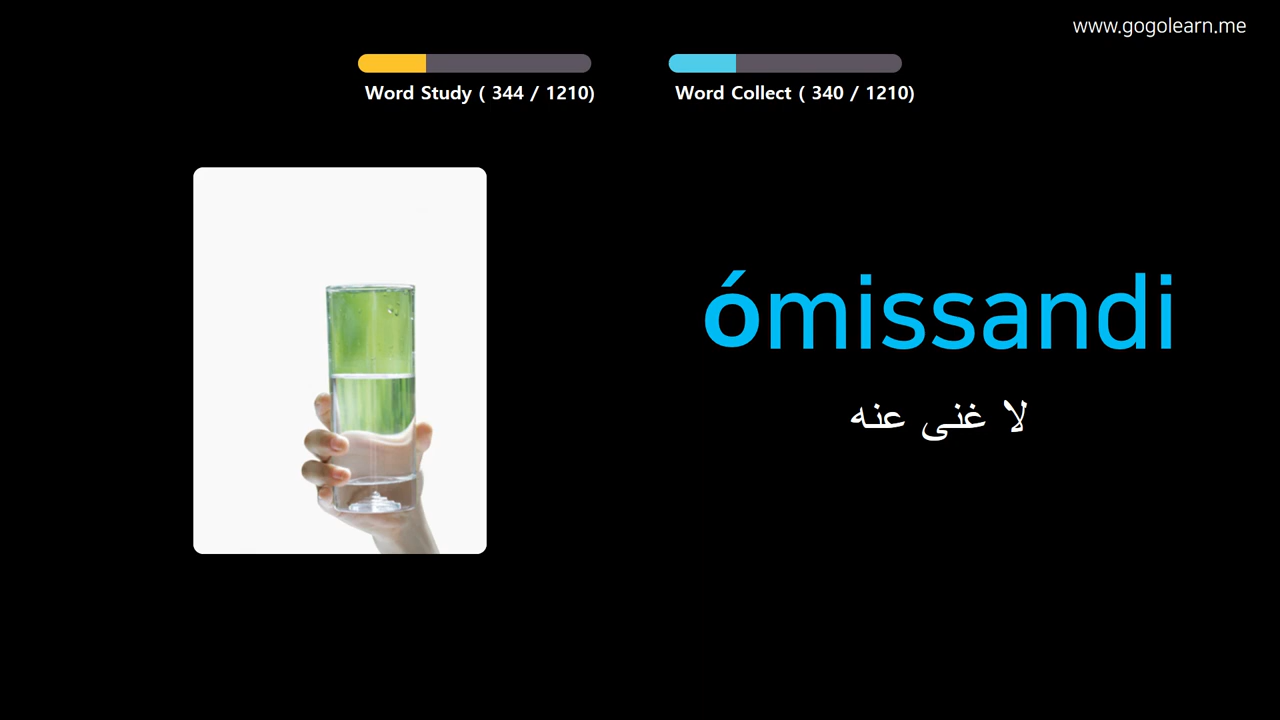 www.gogolearn.me
Word Study ( 344 / 1210)
Word Collect ( 340 / 1210)
ómissandi
لا غنى عنه